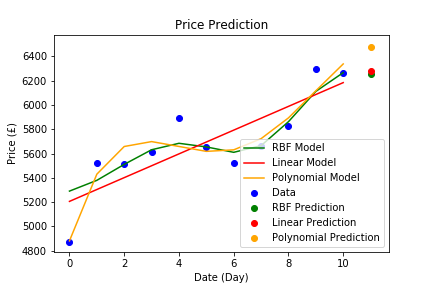 Price Prediction
Price (£)
6400
6200
6000
5800
5600
5400
5200
5000
4800
RBF Model
Linear Model
Polynomial Model
Data
RBF Prediction
Linear Prediction
Polynomial Prediction
0 2 4 6 8 10
Date (Day)